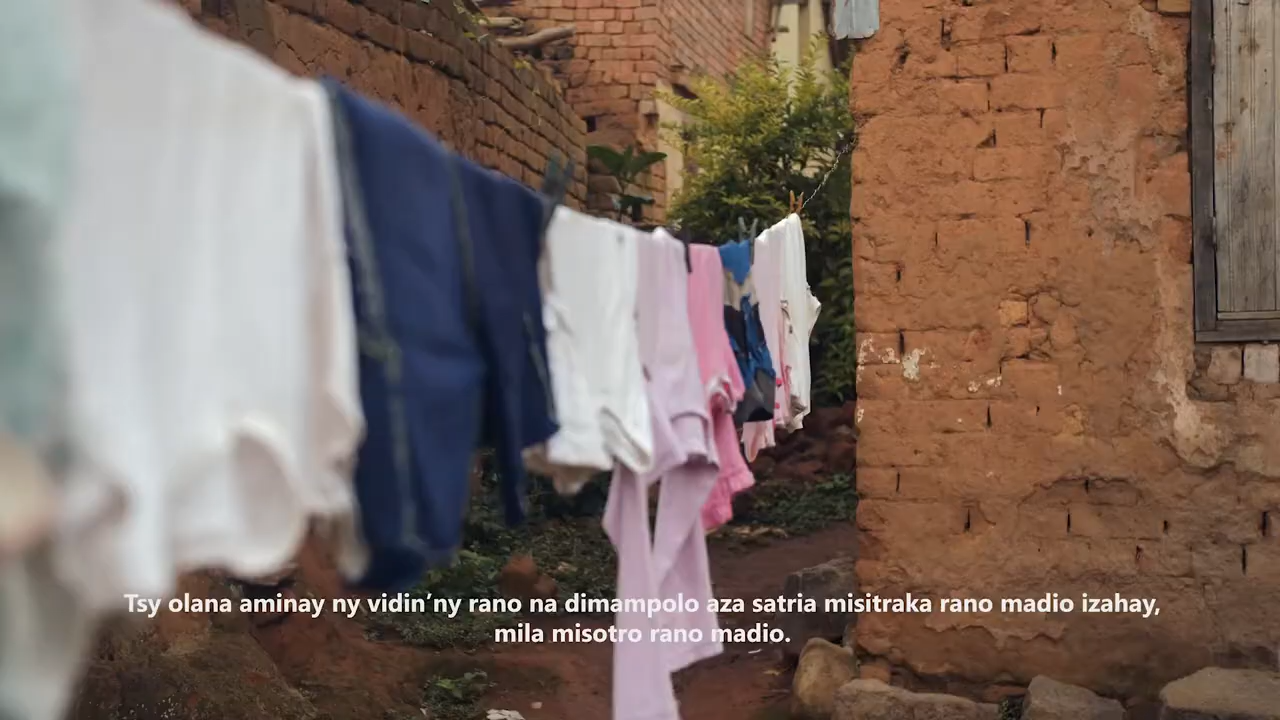 Tsy olana aminay ny vidin’ny rano na dimampolo aza satria misitraka rano madio izahay,
mila misotro rano madio.